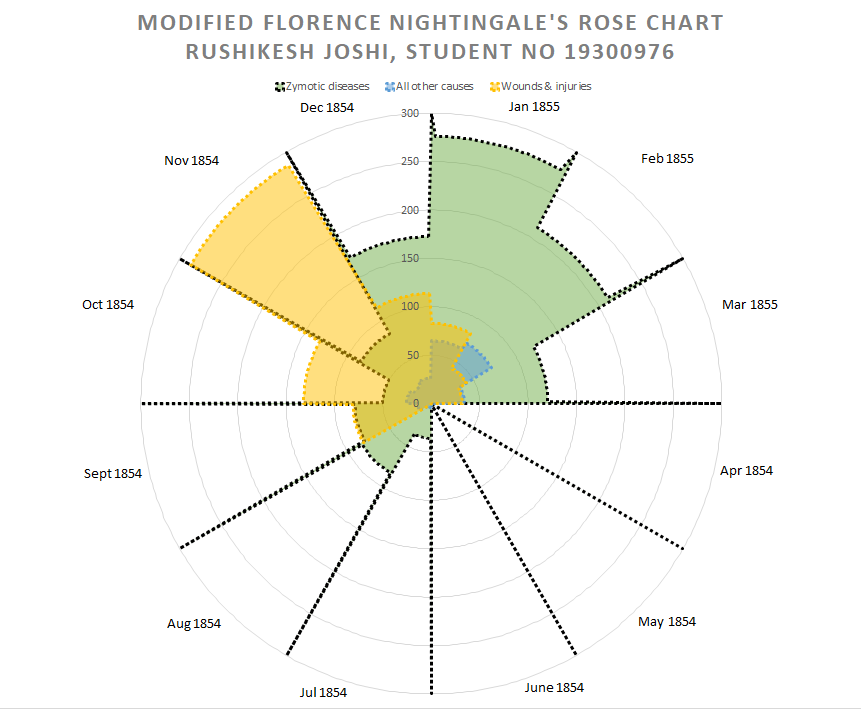 MODIFIED FLORENCE NIGHTINGALE'S ROSE CHART
RUSHIKESH JOSHI, STUDENT NO 19300976
Zymotic diseases All other causes Wounds & injuries
Dec 1854
Jan 1855
Nov 1854
Feb 1855
Oct 1854
Mar 1855
Sept 1854
Apr 1854
Aug 1854
May 1854
Jul 1854
June 1854
300
250
200
150
100
50
0